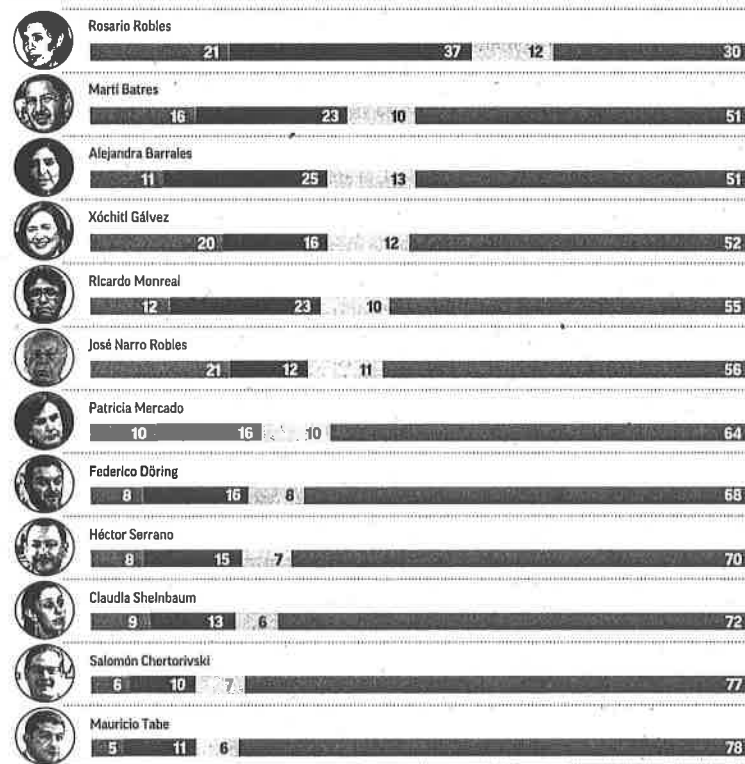 Rosario Robles
21 37 12 30
Martí Batres
16 23 10 51
Alejandra Barrales
11 25 13 51
Xóchitl Gálvez
20 16 12 52
Ricardo Monreal
12 23 10 55
José Narro Robles
21 12 11 56
Patricia Mercado
10 16 10 64
Federico Döring
8 16 8 68
Héctor Serrano
8 15 7 70
Claudia Sheinbaum
9 13 6 72
Salomón Chertorivski
6 10 7 77
Mauricio Tabe
5 11 6 78